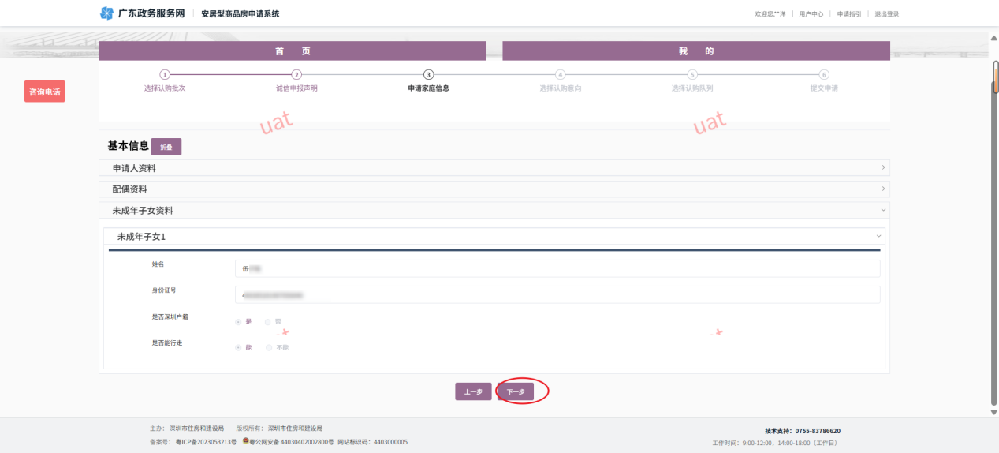 广东政务服务网 安居型商品房申请系统 欢迎您,**洋 用户中心 申请指引 退出登录
首 页 我 的
1 2 3 4 5 6
选择认购批次 诚信申报声明 申请家庭信息 选择认购意向 选择认购队列 提交申请
咨询电话
uat uat
基本信息 折叠
申请人资料
配偶资料
未成年子女资料
未成年子女1
姓名 伍
身份证号
是否深圳户籍 是 否
是否能行走 能 不能
上一步 下一步
主办: 深圳市住房和建设局 版权所有: 深圳市住房和建设局
技术支持: 0755-83786620
备案号: 粤ICP备2023053213号 粤公网安备 44030402002800号 网站标识码: 4403000005
工作时间: 9:00-12:00, 14:00-18:00 (工作日)